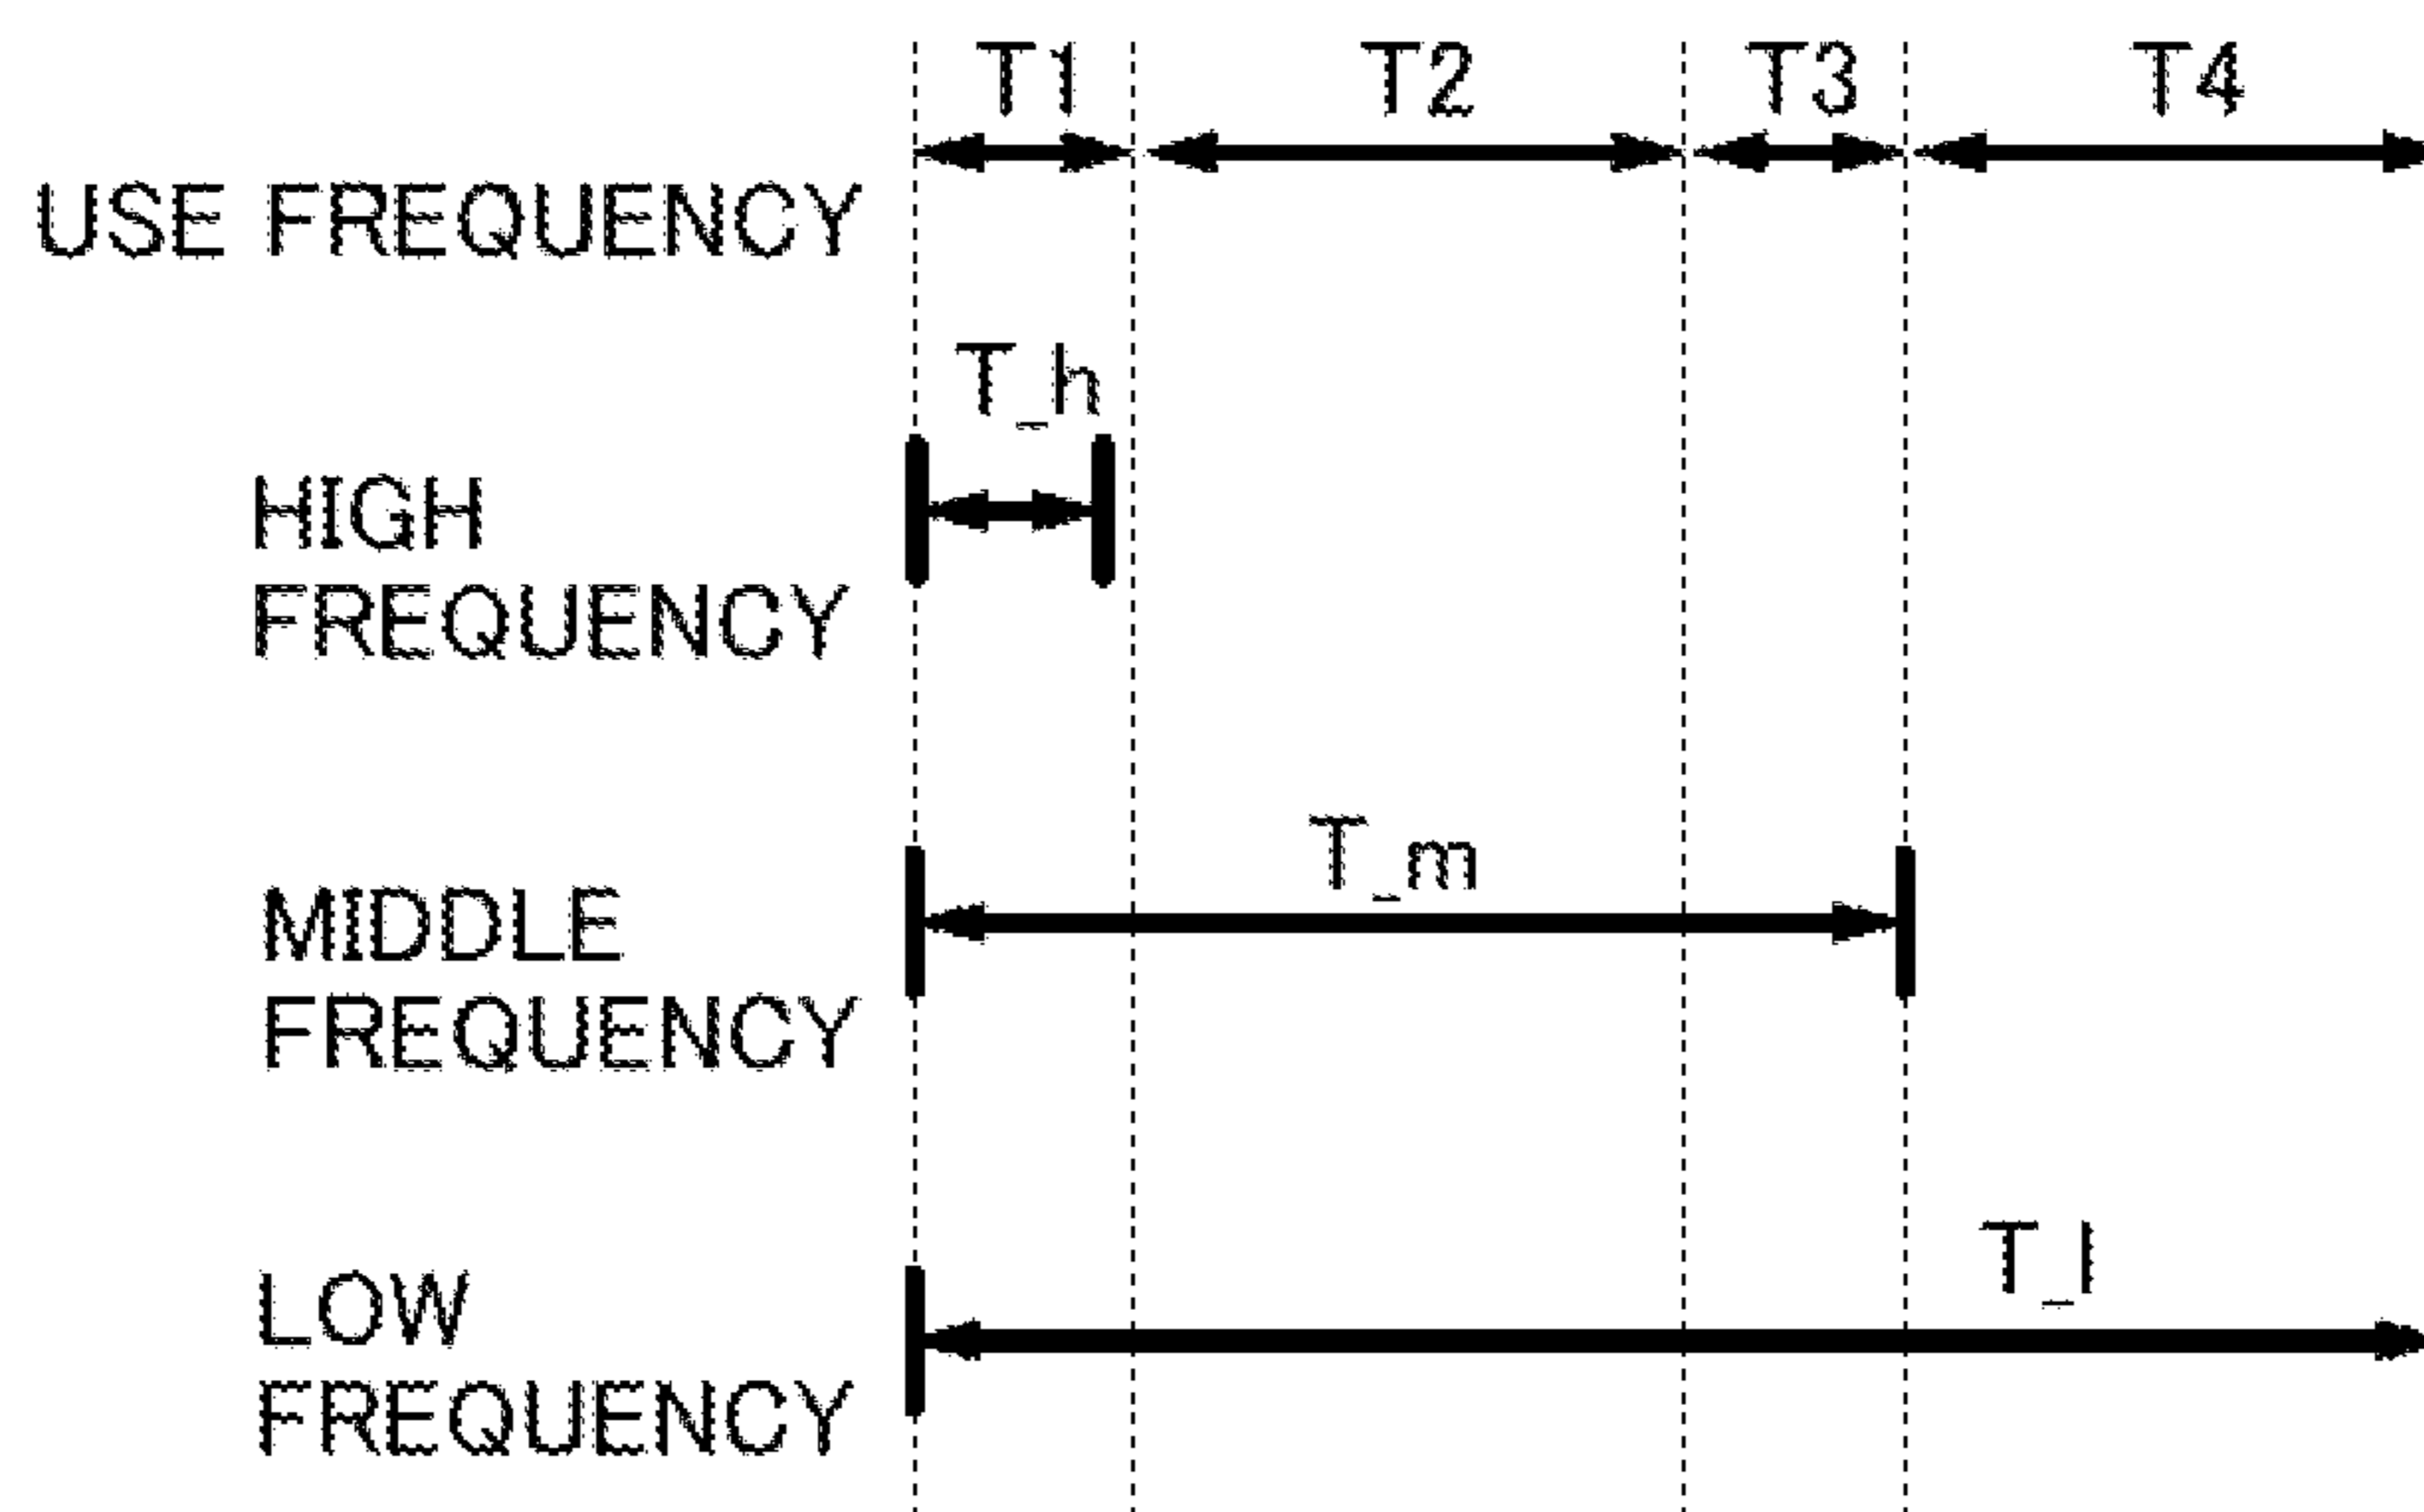 T1 T2 T3 T4
USE FREQUENCY
T_h
HIGH
FREQUENCY
T_m
MIDDLE
FREQUENCY
T_l
LOW
FREQUENCY